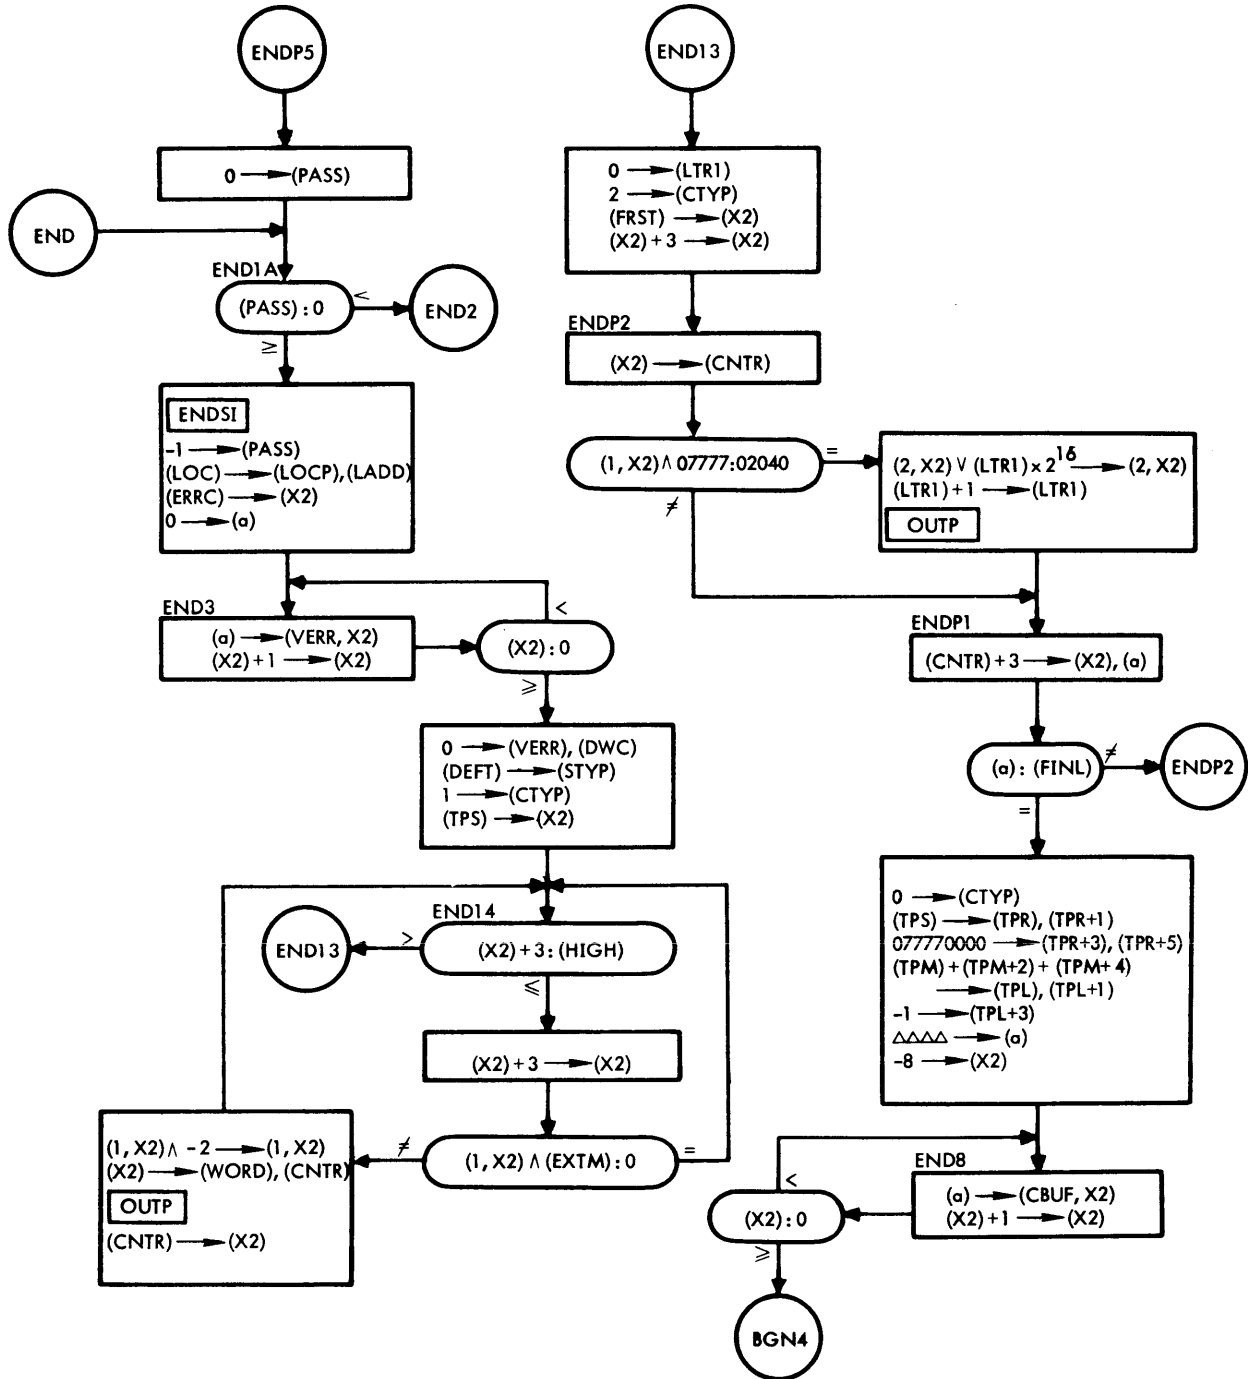 ENDP5
0 → (PASS)
END
END1A
(PASS) : 0
<
END2
≥
ENDSI
-1 → (PASS)
(LOC) → (LOCP), (LADD)
(ERRC) → (X2)
0 → (a)
END3
(a) → (VERR, X2)
(X2) + 1 → (X2)
<
(X2) : 0
≥
0 → (VERR), (DWC)
(DEFT) → (STYP)
1 → (CTYP)
(TPS) → (X2)
END14
(X2) + 3 : (HIGH)
>
END13
≤
(X2) + 3 → (X2)
(1, X2) ∧ (EXTM) : 0
=
≠
(1, X2) ∧ -2 → (1, X2)
(X2) → (WORD), (CNTR)
OUTP
(CNTR) → (X2)
END13
0 → (LTR1)
2 → (CTYP)
(FRST) → (X2)
(X2) + 3 → (X2)
ENDP2
(X2) → (CNTR)
(1, X2) ∧ 07777:02040
=
≠
(2, X2) ∨ (LTR1) x 2^18 → (2, X2)
(LTR1) + 1 → (LTR1)
OUTP
ENDP1
(CNTR) + 3 → (X2), (a)
(a) : (FINL)
≠
ENDP2
=
0 → (CTYP)
(TPS) → (TPR), (TPR+1)
077770000 → (TPR+3), (TPR+5)
(TPM) + (TPM+2) + (TPM+4)
→ (TPL), (TPL+1)
-1 → (TPL+3)
ΔΔΔΔ → (a)
-8 → (X2)
END8
(a) → (CBUF, X2)
(X2) + 1 → (X2)
<
(X2) : 0
≥
BGN4